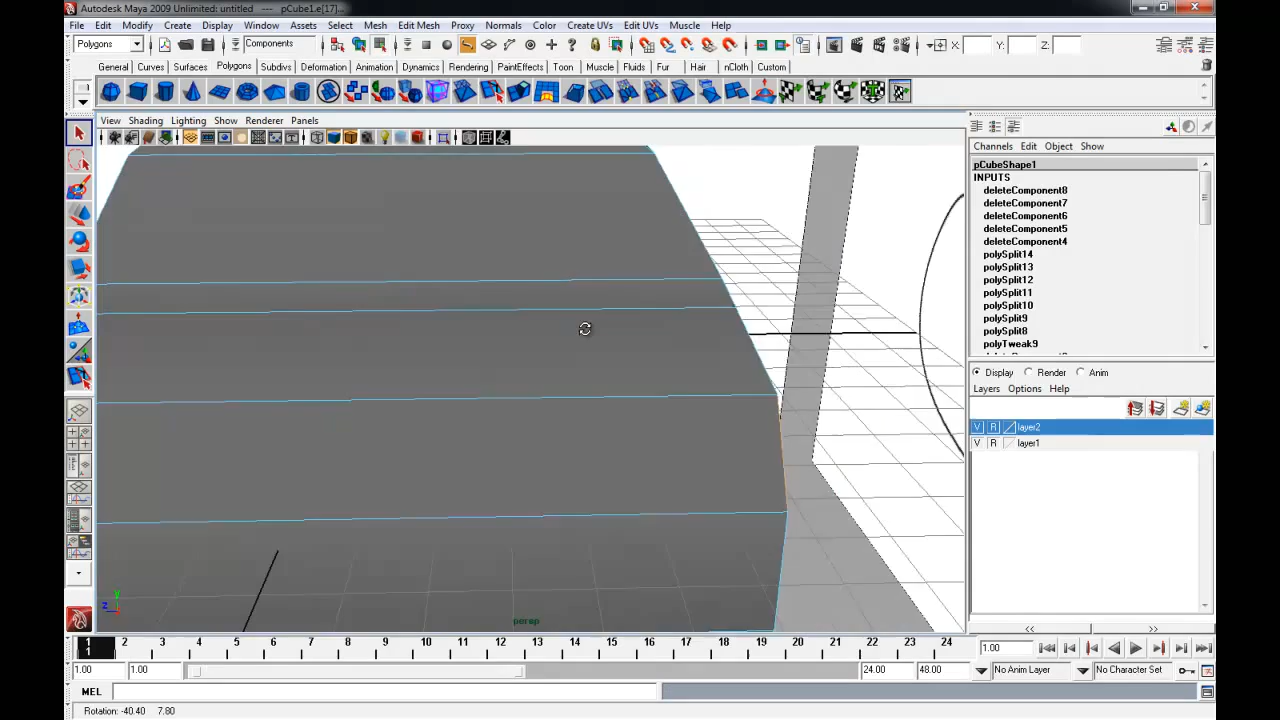 Autodesk Maya 2009 Unlimited: untitled --- pCube1.e[17]...
File Edit Modify Create Display Window Assets Select Mesh Edit Mesh Proxy Normals Color Create UVs Edit UVs Muscle Help
Polygons Components X: Y: Z:
General Curves Surfaces Polygons Subdivs Deformation Animation Dynamics Rendering PaintEffects Toon Muscle Fluids Fur Hair nCloth Custom
View Shading Lighting Show Renderer Panels
Channels Edit Object Show
pCubeShape1
INPUTS
deleteComponent8
deleteComponent7
deleteComponent6
deleteComponent5
deleteComponent4
polySplit14
polySplit13
polySplit12
polySplit11
polySplit10
polySplit9
polySplit8
polyTweak9
Display Render Anim
Layers Options Help
V R layer2
V R layer1
y
z
persp
1 2 3 4 5 6 7 8 9 10 11 12 13 14 15 16 17 18 19 20 21 22 23 24 1.00
1
1.00 1.00 24.00 48.00 No Anim Layer No Character Set
MEL
Rotation: -40.40 7.80